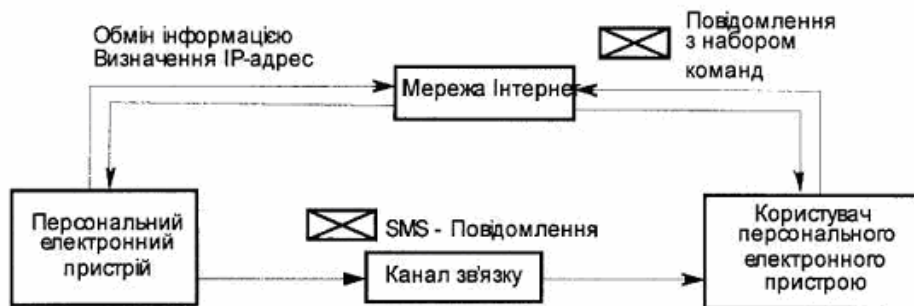 Обмін інформацією
Визначення IP-адрес
Повідомлення
з набором
команд
Мережа Інтерне
Персональний
електронний
пристрій
SMS - Повідомлення
Канал зв'язку
Користувач
персонального
електронного
пристрою